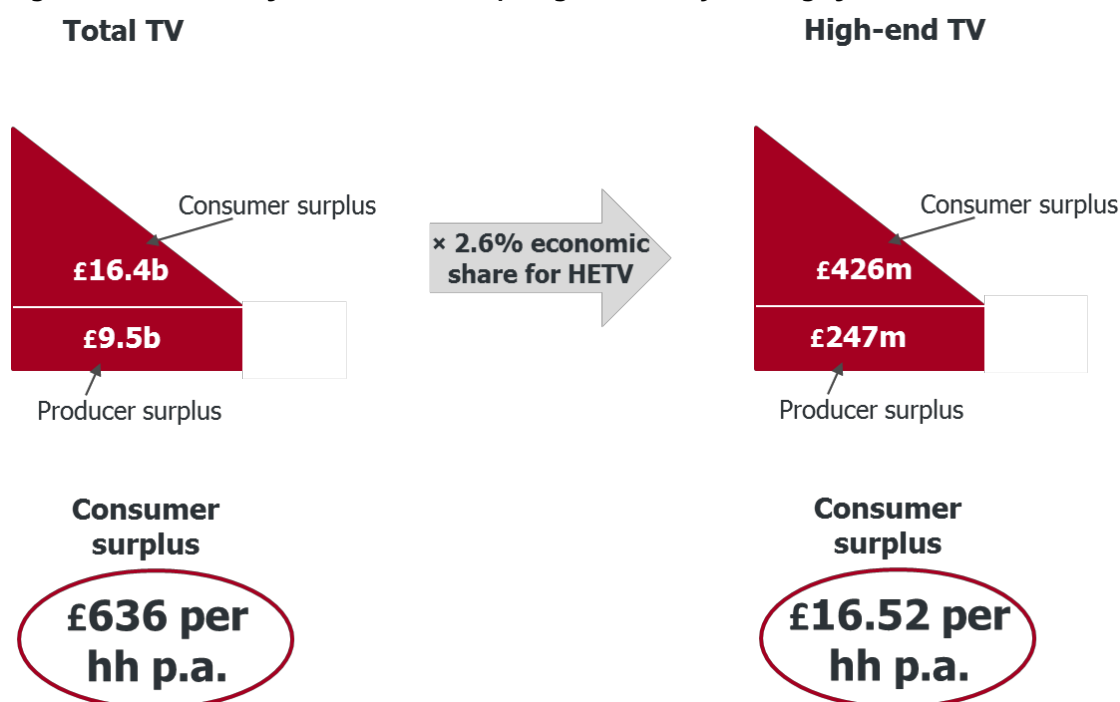 Total TV
High-end TV
Consumer surplus
Consumer surplus
× 2.6% economic
share for HETV
£16.4b
£426m
£9.5b
£247m
Producer surplus
Producer surplus
Consumer
surplus
Consumer
surplus
£636 per
hh p.a.
£16.52 per
hh p.a.